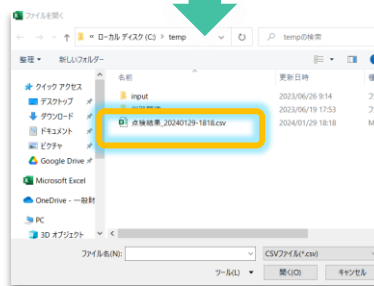 ファイルを開く
« ローカル ディスク (C:) › temp
tempの検索
整理 新しいフォルダー
名前 更新日時
クイック アクセス
デスクトップ
ダウンロード
ドキュメント
ピクチャ
Google Drive
Microsoft Excel
OneDrive - 一般財
PC
3D オブジェクト
input 2023/06/26 9:14
2023/06/19 17:53
点検結果_20240129-1818.csv 2024/01/29 18:18 M
ファイル名(N): CSVファイル(*.csv)
ツール(L) 開く(O) キャンセル